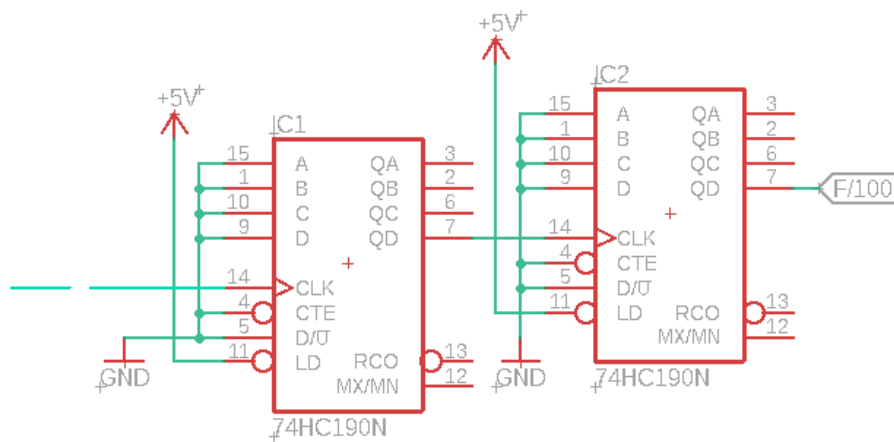 +5V
IC1
15 A QA 3
1 B QB 2
10 C QC 6
9 D QD 7
14 CLK
4 CTE
5 D/U
11 LD RCO 13
MX/MN 12
GND
74HC190N
+5V
IC2
15 A QA 3
1 B QB 2
10 C QC 6
9 D QD 7
F/100
14 CLK
4 CTE
5 D/U
11 LD RCO 13
MX/MN 12
GND
74HC190N